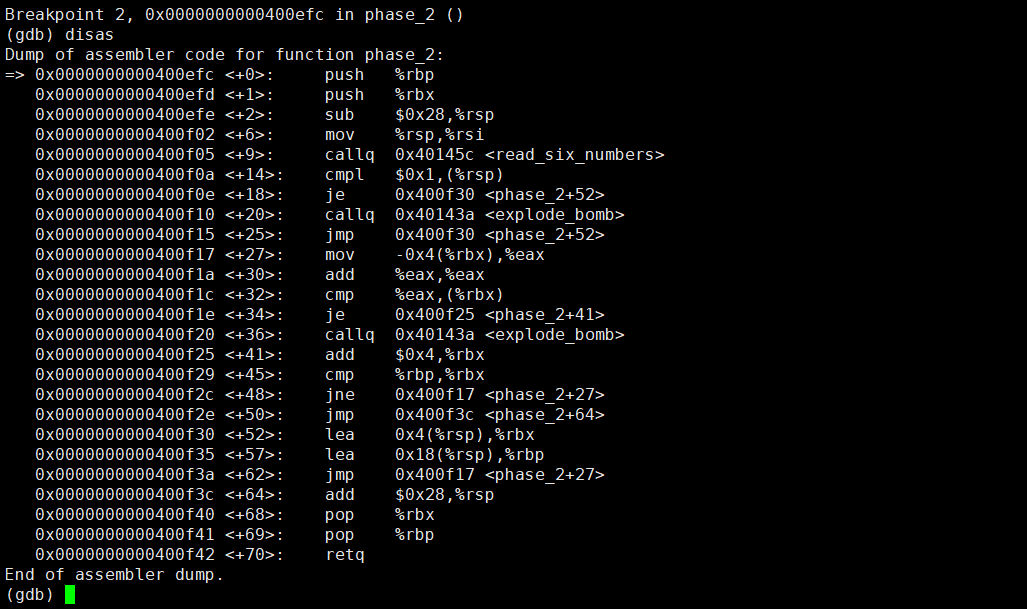 Breakpoint 2, 0x0000000000400efc in phase_2 ()
(gdb) disas
Dump of assembler code for function phase_2:
=> 0x0000000000400efc <+0>:     push   %rbp
   0x0000000000400efd <+1>:     push   %rbx
   0x0000000000400efe <+2>:     sub    $0x28,%rsp
   0x0000000000400f02 <+6>:     mov    %rsp,%rsi
   0x0000000000400f05 <+9>:     callq  0x40145c <read_six_numbers>
   0x0000000000400f0a <+14>:    cmpl   $0x1,(%rsp)
   0x0000000000400f0e <+18>:    je     0x400f30 <phase_2+52>
   0x0000000000400f10 <+20>:    callq  0x40143a <explode_bomb>
   0x0000000000400f15 <+25>:    jmp    0x400f30 <phase_2+52>
   0x0000000000400f17 <+27>:    mov    -0x4(%rbx),%eax
   0x0000000000400f1a <+30>:    add    %eax,%eax
   0x0000000000400f1c <+32>:    cmp    %eax,(%rbx)
   0x0000000000400f1e <+34>:    je     0x400f25 <phase_2+41>
   0x0000000000400f20 <+36>:    callq  0x40143a <explode_bomb>
   0x0000000000400f25 <+41>:    add    $0x4,%rbx
   0x0000000000400f29 <+45>:    cmp    %rbp,%rbx
   0x0000000000400f2c <+48>:    jne    0x400f17 <phase_2+27>
   0x0000000000400f2e <+50>:    jmp    0x400f3c <phase_2+64>
   0x0000000000400f30 <+52>:    lea    0x4(%rsp),%rbx
   0x0000000000400f35 <+57>:    lea    0x18(%rsp),%rbp
   0x0000000000400f3a <+62>:    jmp    0x400f17 <phase_2+27>
   0x0000000000400f3c <+64>:    add    $0x28,%rsp
   0x0000000000400f40 <+68>:    pop    %rbx
   0x0000000000400f41 <+69>:    pop    %rbp
   0x0000000000400f42 <+70>:    retq
End of assembler dump.
(gdb)